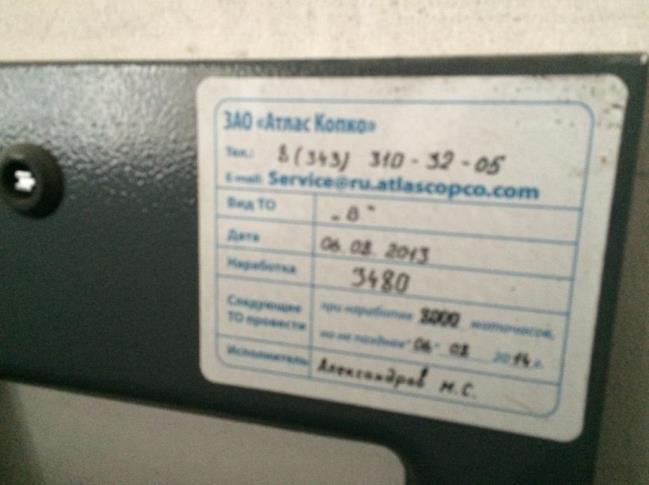 ЗАО «Атлас Копко»
Тел.: 8 (343) 310 - 32 - 05
E-mail: Service@ru.atlascopco.com
Вид ТО „В"
Дата 06.02.2013
Наработка 3480
Следующее ТО провести при наработке моточасов,
но не позднее "06" 02 2014 г.
Исполнитель Александров М.С.